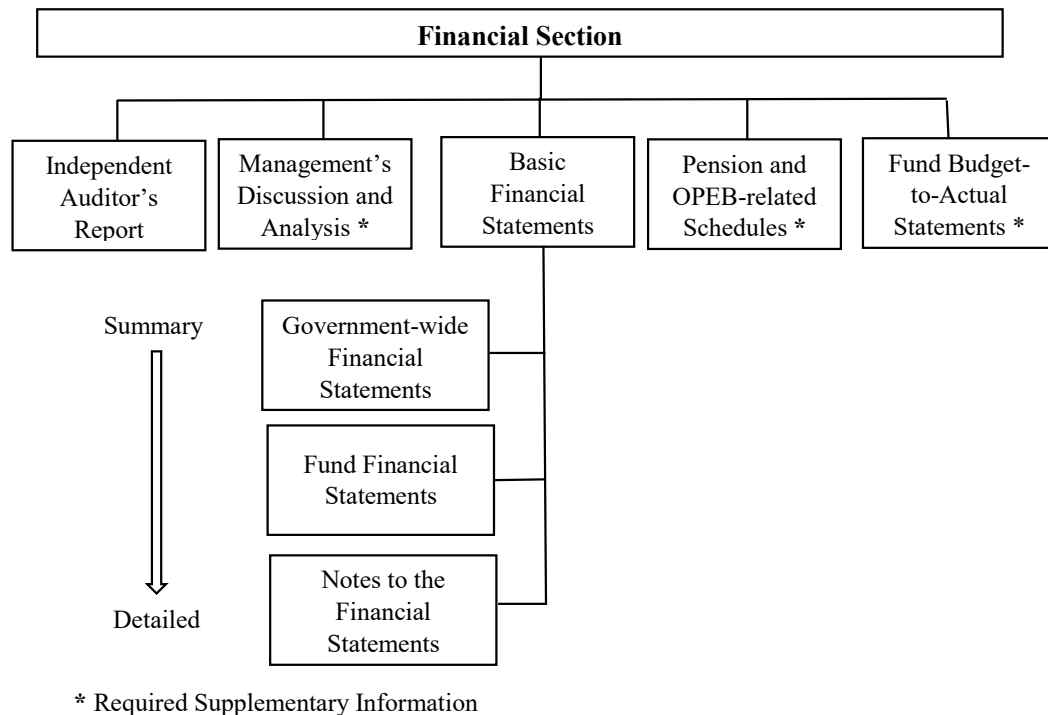 Financial Section
Independent
Auditor’s
Report
Management’s
Discussion and
Analysis *
Basic
Financial
Statements
Pension and
OPEB-related
Schedules *
Fund Budget-
to-Actual
Statements *
Summary
Detailed
Government-wide
Financial
Statements
Fund Financial
Statements
Notes to the
Financial
Statements
* Required Supplementary Information